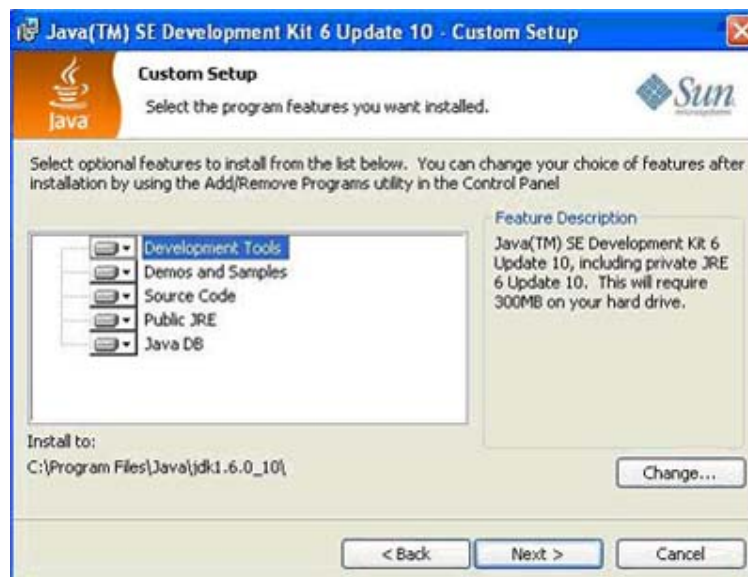 Java(TM) SE Development Kit 6 Update 10 - Custom Setup
Java
Custom Setup
Select the program features you want installed.
Sun
microsystems
Select optional features to install from the list below. You can change your choice of features after
installation by using the Add/Remove Programs utility in the Control Panel
Development Tools
Demos and Samples
Source Code
Public JRE
Java DB
Feature Description
Java(TM) SE Development Kit 6
Update 10, including private JRE
6 Update 10. This will require
300MB on your hard drive.
Install to:
C:\Program Files\Java\jdk1.6.0_10\
Change...
< Back
Next >
Cancel